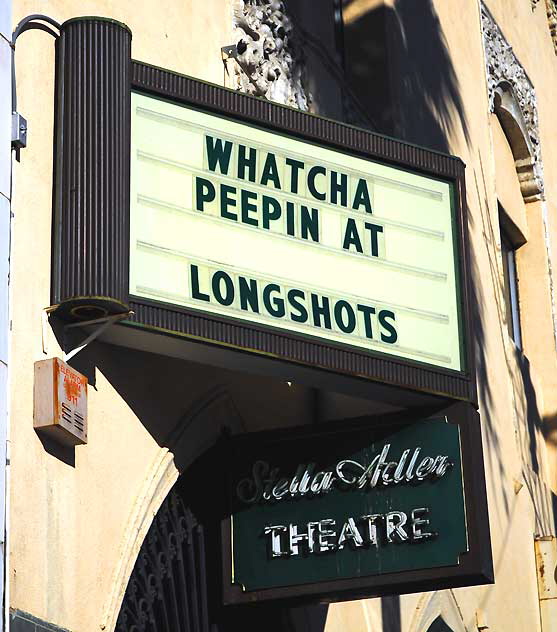 WHATCHA
PEEPIN AT
LONGSHOTS
Stella Adler
THEATRE